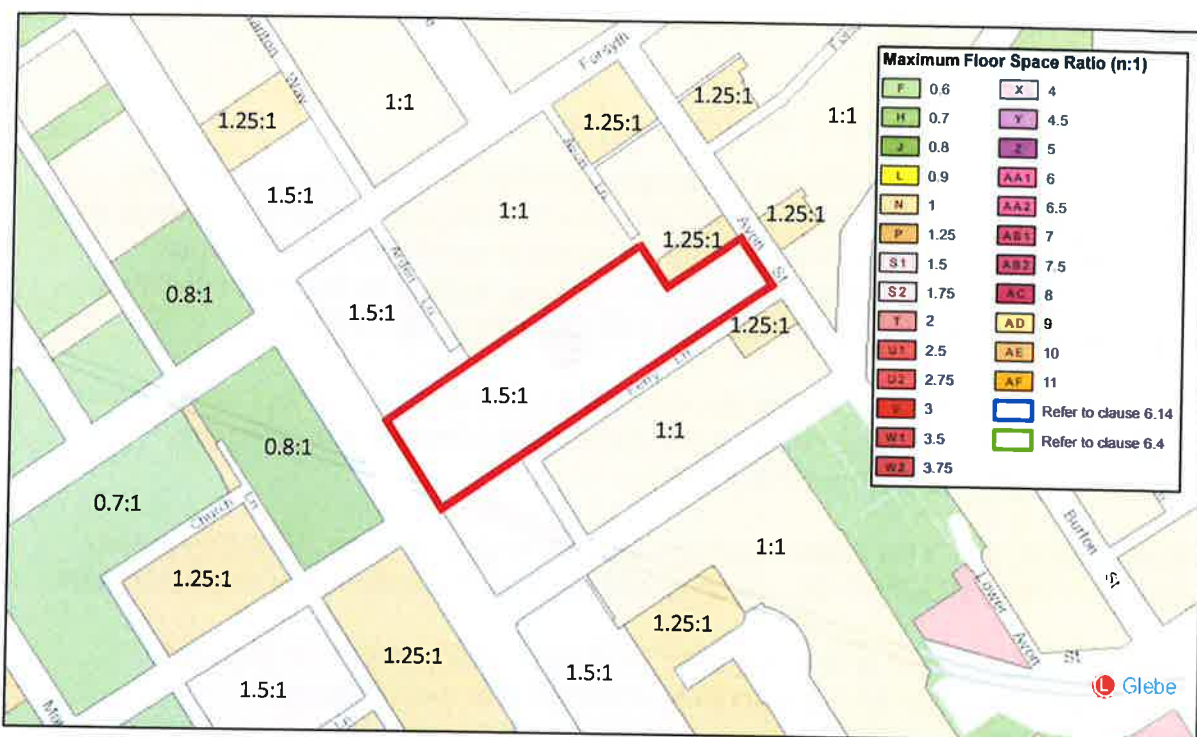 Maximum Floor Space Ratio (n:1)
F 0.6
H 0.7
J 0.8
L 0.9
N 1
P 1.25
S1 1.5
S2 1.75
T 2
U1 2.5
U2 2.75
V 3
W1 3.5
W2 3.75
X 4
Y 4.5
Z 5
AA1 6
AA2 6.5
AB1 7
AB2 7.5
AC 8
AD 9
AE 10
AF 11
Refer to clause 6.14
Refer to clause 6.4
Way
Forsyth
1:1
1.25:1
1.25:1
1.25:1
1:1
1.5:1
Avon Ln
1:1
1.25:1
Avon St
1.25:1
Arden Ln
0.8:1
1.5:1
1.25:1
Ln
1.5:1
1:1
0.8:1
0.7:1
Church Ln
1:1
Burton St
1.25:1
1.25:1
Lower Avon St
1.25:1
1.5:1
1.5:1
Glebe
Ln